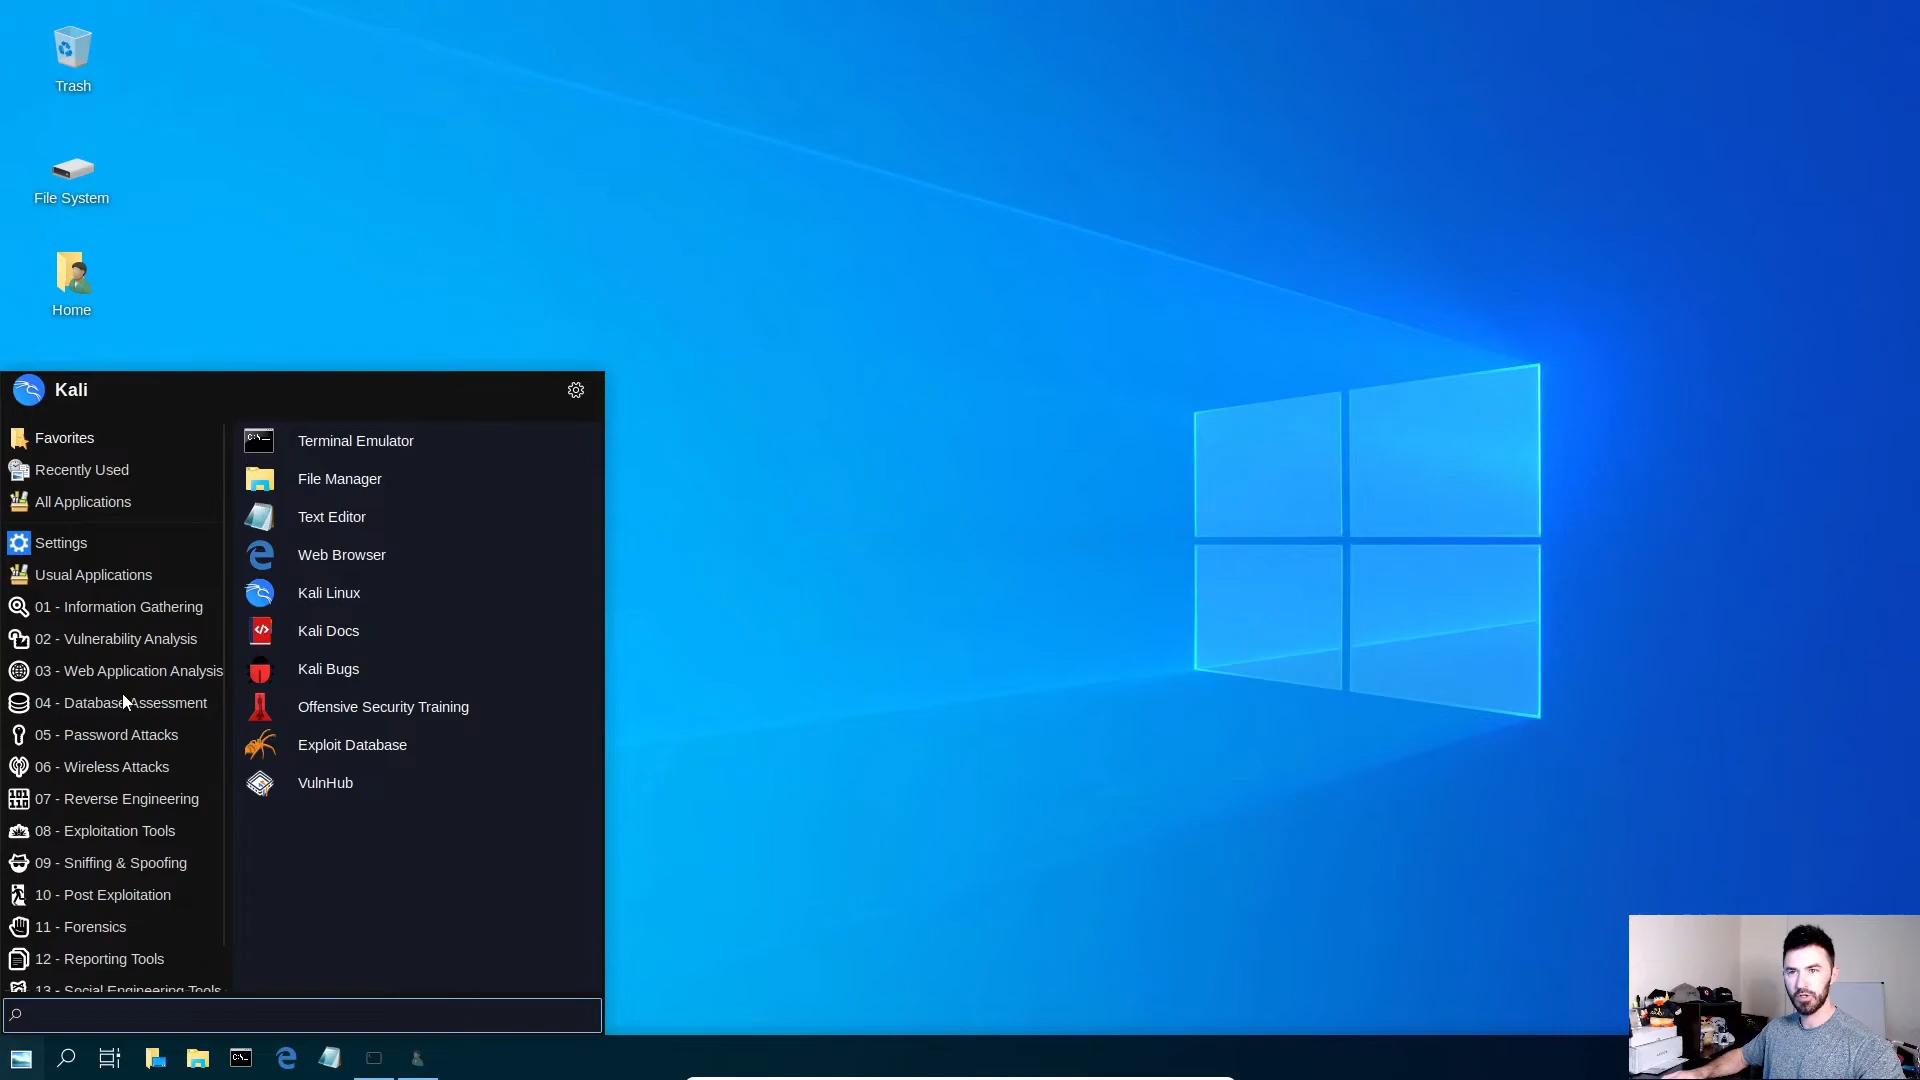 Trash
File System
Home
Kali
Favorites
Recently Used
All Applications
Settings
Usual Applications
01 - Information Gathering
02 - Vulnerability Analysis
03 - Web Application Analysis
04 - Database Assessment
05 - Password Attacks
06 - Wireless Attacks
07 - Reverse Engineering
08 - Exploitation Tools
09 - Sniffing & Spoofing
10 - Post Exploitation
11 - Forensics
12 - Reporting Tools
13 - Social Engineering Tools
Terminal Emulator
File Manager
Text Editor
Web Browser
Kali Linux
Kali Docs
Kali Bugs
Offensive Security Training
Exploit Database
VulnHub